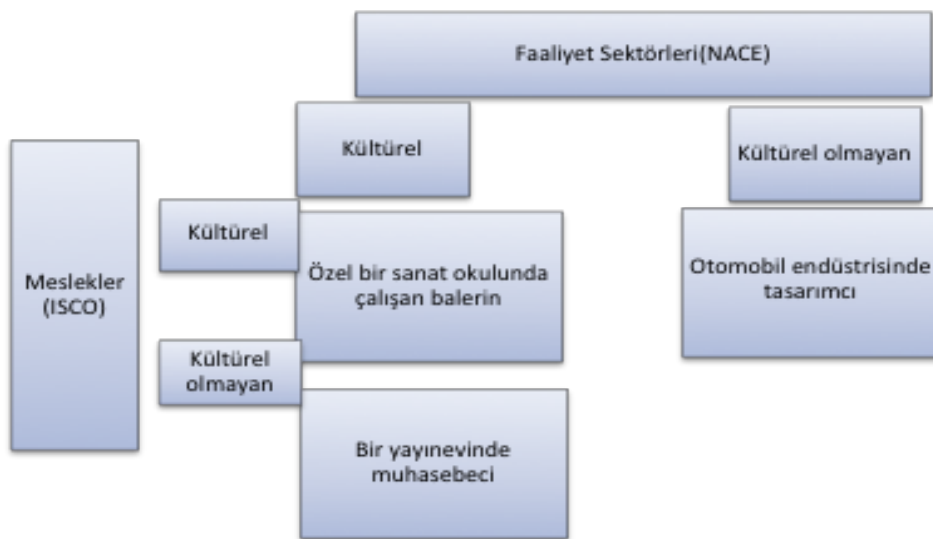 Faaliyet Sektörleri(NACE)
Kültürel
Kültürel olmayan
Meslekler
(ISCO)
Kültürel
Özel bir sanat okulunda
çalışan balerin
Otomobil endüstrisinde
tasarımcı
Kültürel
olmayan
Bir yayınevinde
muhasebeci